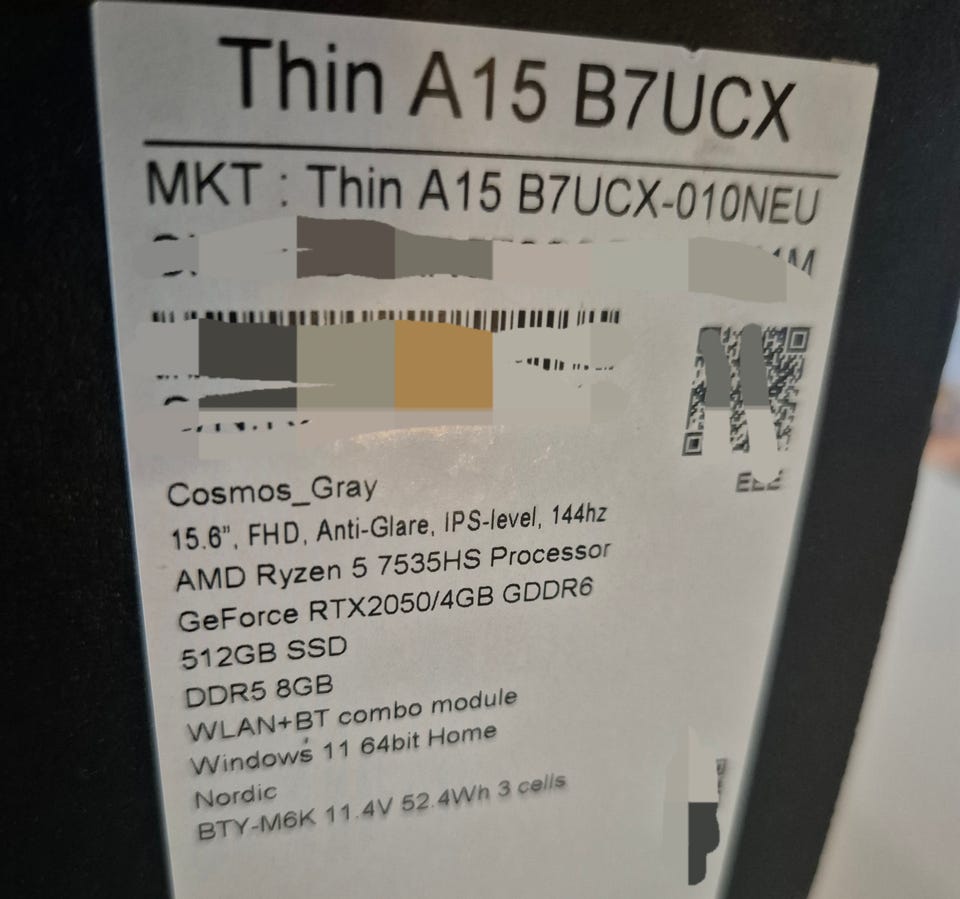 Thin A15 B7UCX
MKT : Thin A15 B7UCX-010NEU
Cosmos_Gray
15.6”, FHD, Anti-Glare, IPS-level, 144hz
AMD Ryzen 5 7535HS Processor
GeForce RTX2050/4GB GDDR6
512GB SSD
DDR5 8GB
WLAN+BT combo module
Windows 11 64bit Home
Nordic
BTY-M6K 11.4V 52.4Wh 3 cells